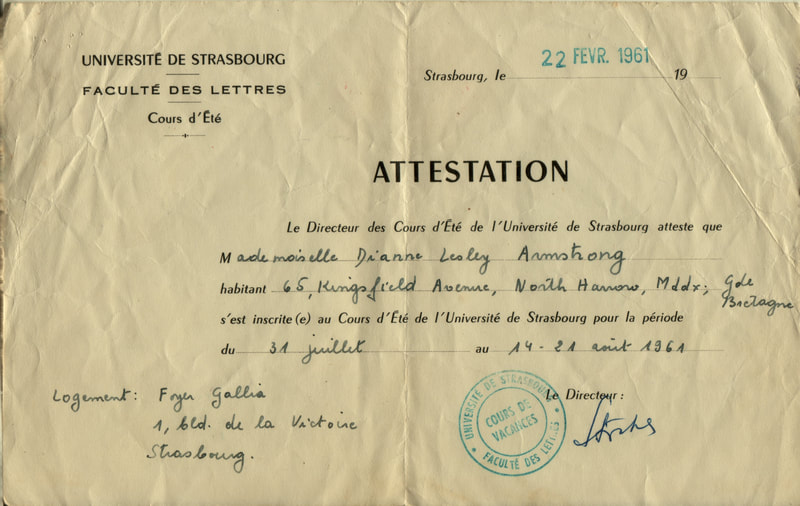 UNIVERSITÉ DE STRASBOURG
FACULTÉ DES LETTRES
Cours d'Été
22 FEVR. 1961
Strasbourg, le 19
ATTESTATION
Le Directeur des Cours d'Été de l'Université de Strasbourg atteste que
Mademoiselle Dianne Lesley Armstrong
habitant 65, Kingsfield Avenue, North Harrow, Mddx, Gde Bretagne
s'est inscrite(e) au Cours d'Été de l'Université de Strasbourg pour la période
du 31 juillet au 14-21 août 1961
Logement: Foyer Gallia
1, bld. de la Victoire
Strasbourg.
Le Directeur:
UNIVERSITÉ DE STRASBOURG
COURS DE
VACANCES
FACULTÉ DES LETTRES